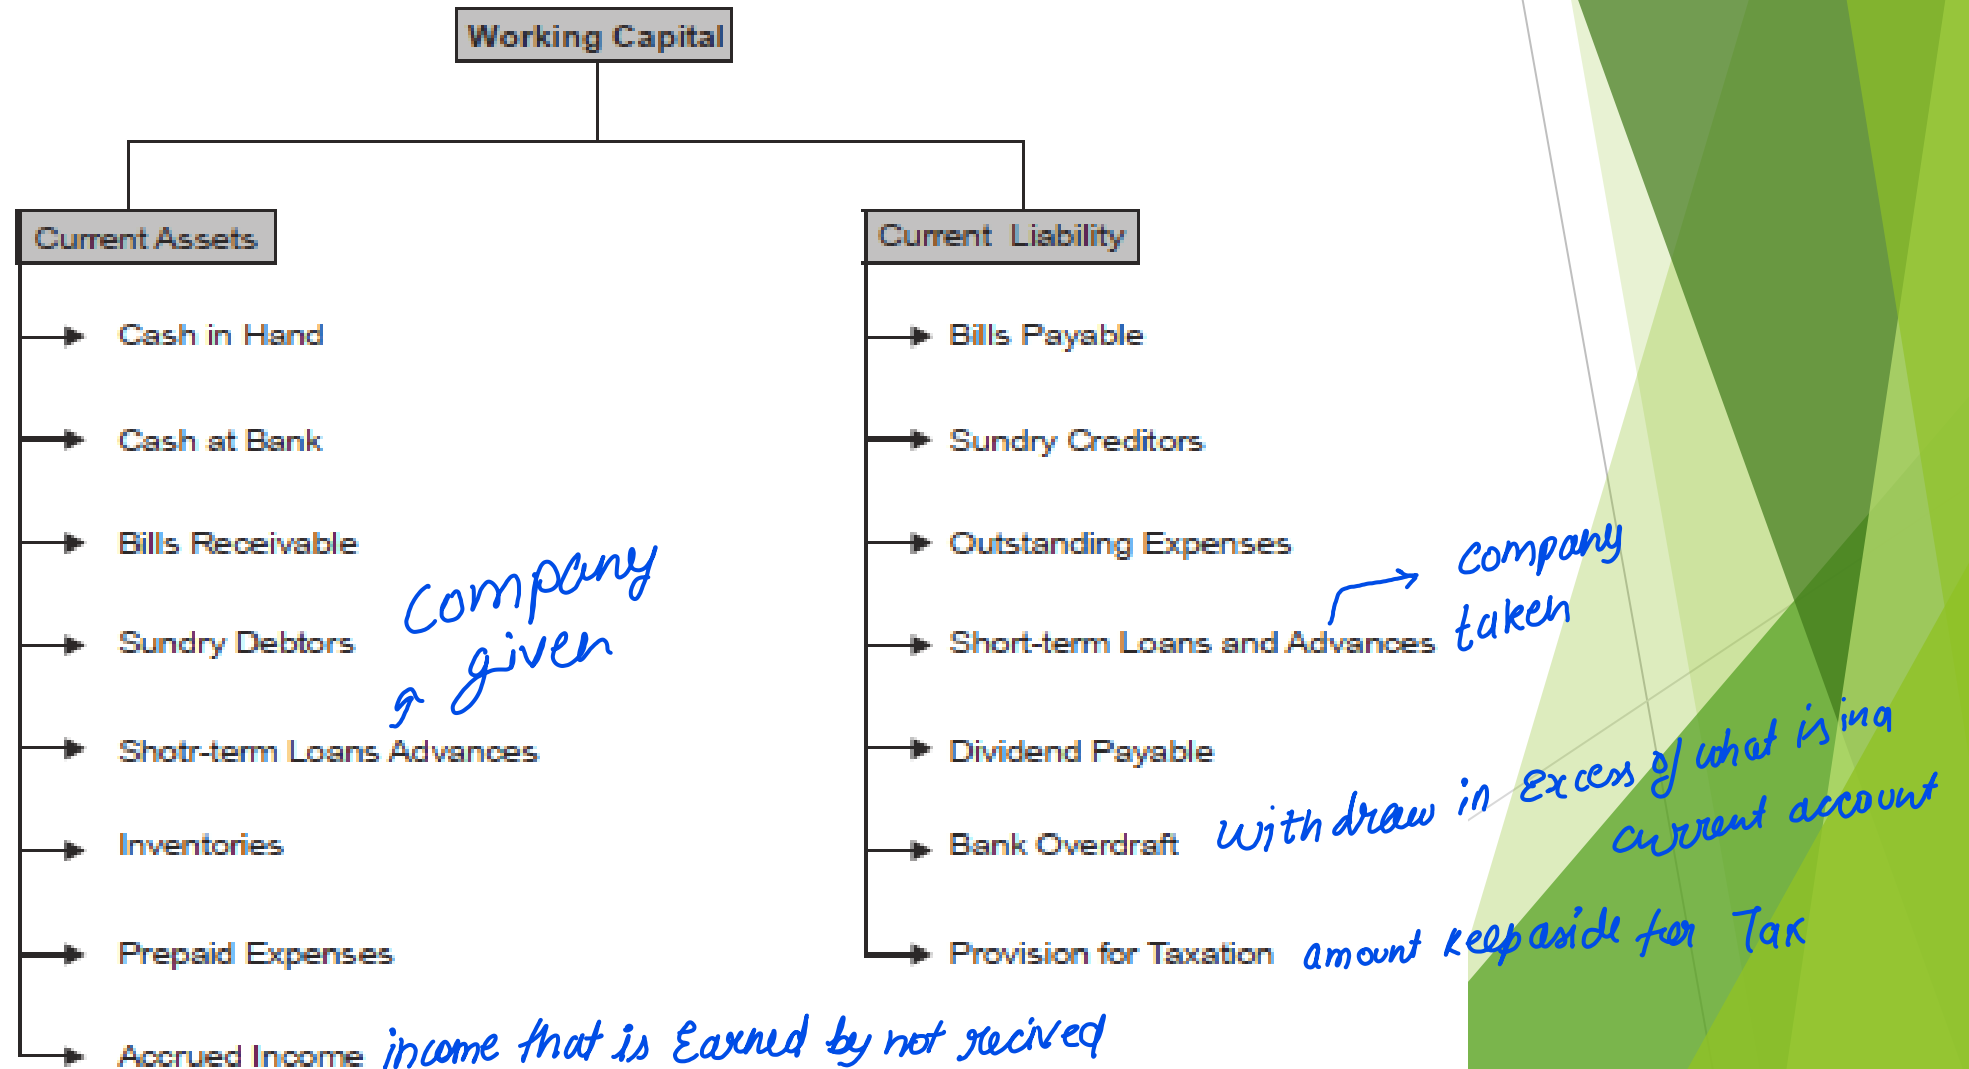 Working Capital
Current Assets
Cash in Hand
Cash at Bank
Bills Receivable
Sundry Debtors
company
given
Shotr-term Loans Advances
Inventories
Prepaid Expenses
Accrued Income income that is Earned by not recived
Current Liability
Bills Payable
Sundry Creditors
Outstanding Expenses
Short-term Loans and Advances
company
taken
Dividend Payable
Bank Overdraft withdraw in Excess of what is in a
current account
Provision for Taxation amount keep aside for Tax